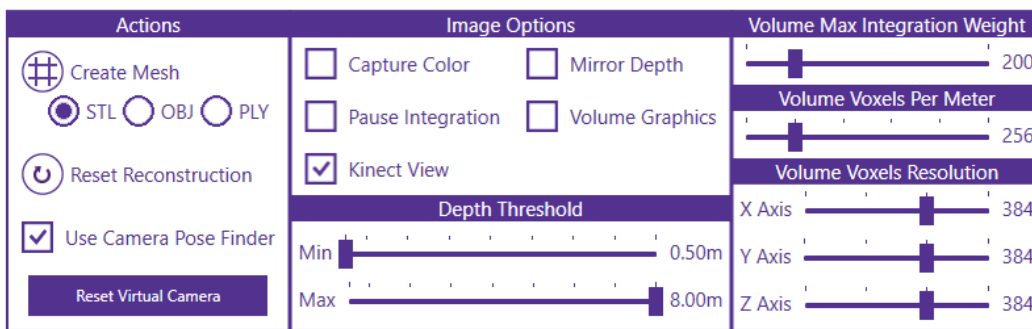 Actions
Create Mesh
STL OBJ PLY
Reset Reconstruction
Use Camera Pose Finder
Reset Virtual Camera
Image Options
Capture Color Mirror Depth
Pause Integration Volume Graphics
Kinect View
Depth Threshold
Min 0.50m
Max 8.00m
Volume Max Integration Weight
200
Volume Voxels Per Meter
256
Volume Voxels Resolution
X Axis 384
Y Axis 384
Z Axis 384